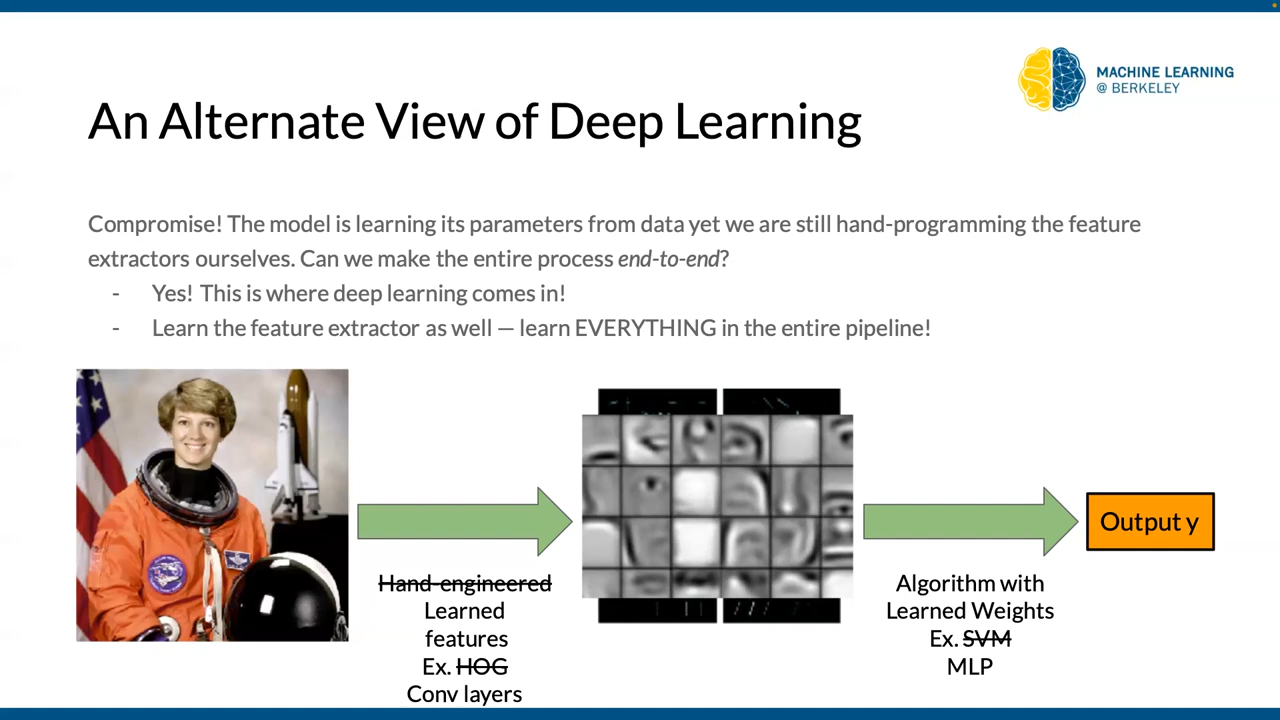 MACHINE LEARNING
@ BERKELEY
An Alternate View of Deep Learning
Compromise! The model is learning its parameters from data yet we are still hand-programming the feature
extractors ourselves. Can we make the entire process end-to-end?
- Yes! This is where deep learning comes in!
- Learn the feature extractor as well — learn EVERYTHING in the entire pipeline!
Output y
Hand-engineered
Learned
features
Ex. HOG
Conv layers
Algorithm with
Learned Weights
Ex. SVM
MLP